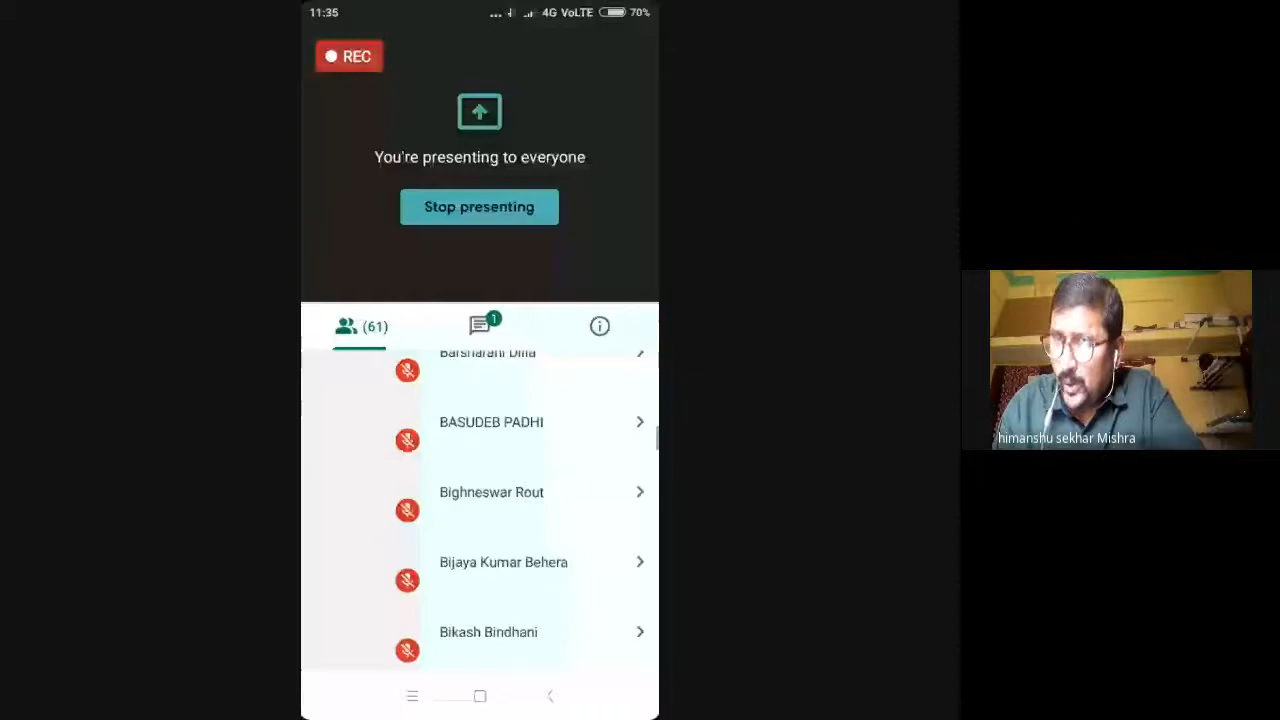 11:35
4G VoLTE 70%
REC
You're presenting to everyone
Stop presenting
(61)
1
BASUDEB PADHI
Bighneswar Rout
Bijaya Kumar Behera
Bikash Bindhani
himanshu sekhar Mishra